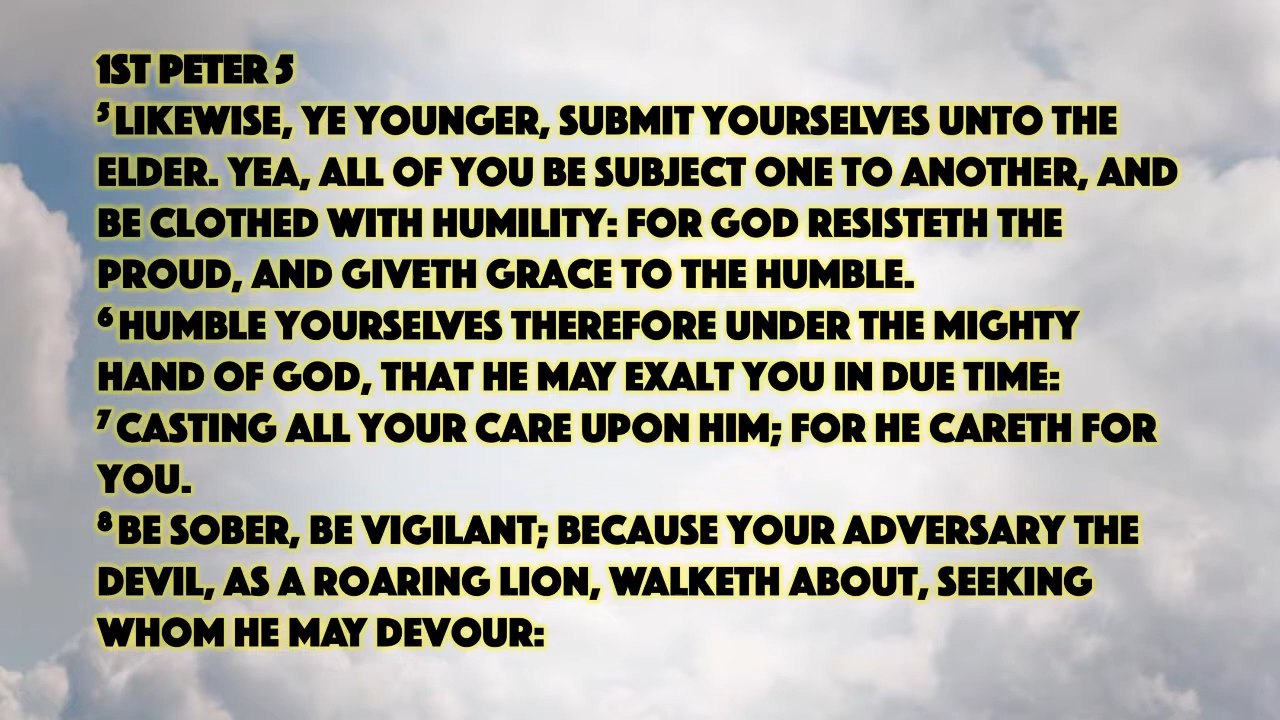 1ST PETER 5
⁵ LIKEWISE, YE YOUNGER, SUBMIT YOURSELVES UNTO THE
ELDER. YEA, ALL OF YOU BE SUBJECT ONE TO ANOTHER, AND
BE CLOTHED WITH HUMILITY: FOR GOD RESISTETH THE
PROUD, AND GIVETH GRACE TO THE HUMBLE.
⁶ HUMBLE YOURSELVES THEREFORE UNDER THE MIGHTY
HAND OF GOD, THAT HE MAY EXALT YOU IN DUE TIME:
⁷ CASTING ALL YOUR CARE UPON HIM; FOR HE CARETH FOR
YOU.
⁸ BE SOBER, BE VIGILANT; BECAUSE YOUR ADVERSARY THE
DEVIL, AS A ROARING LION, WALKETH ABOUT, SEEKING
WHOM HE MAY DEVOUR: